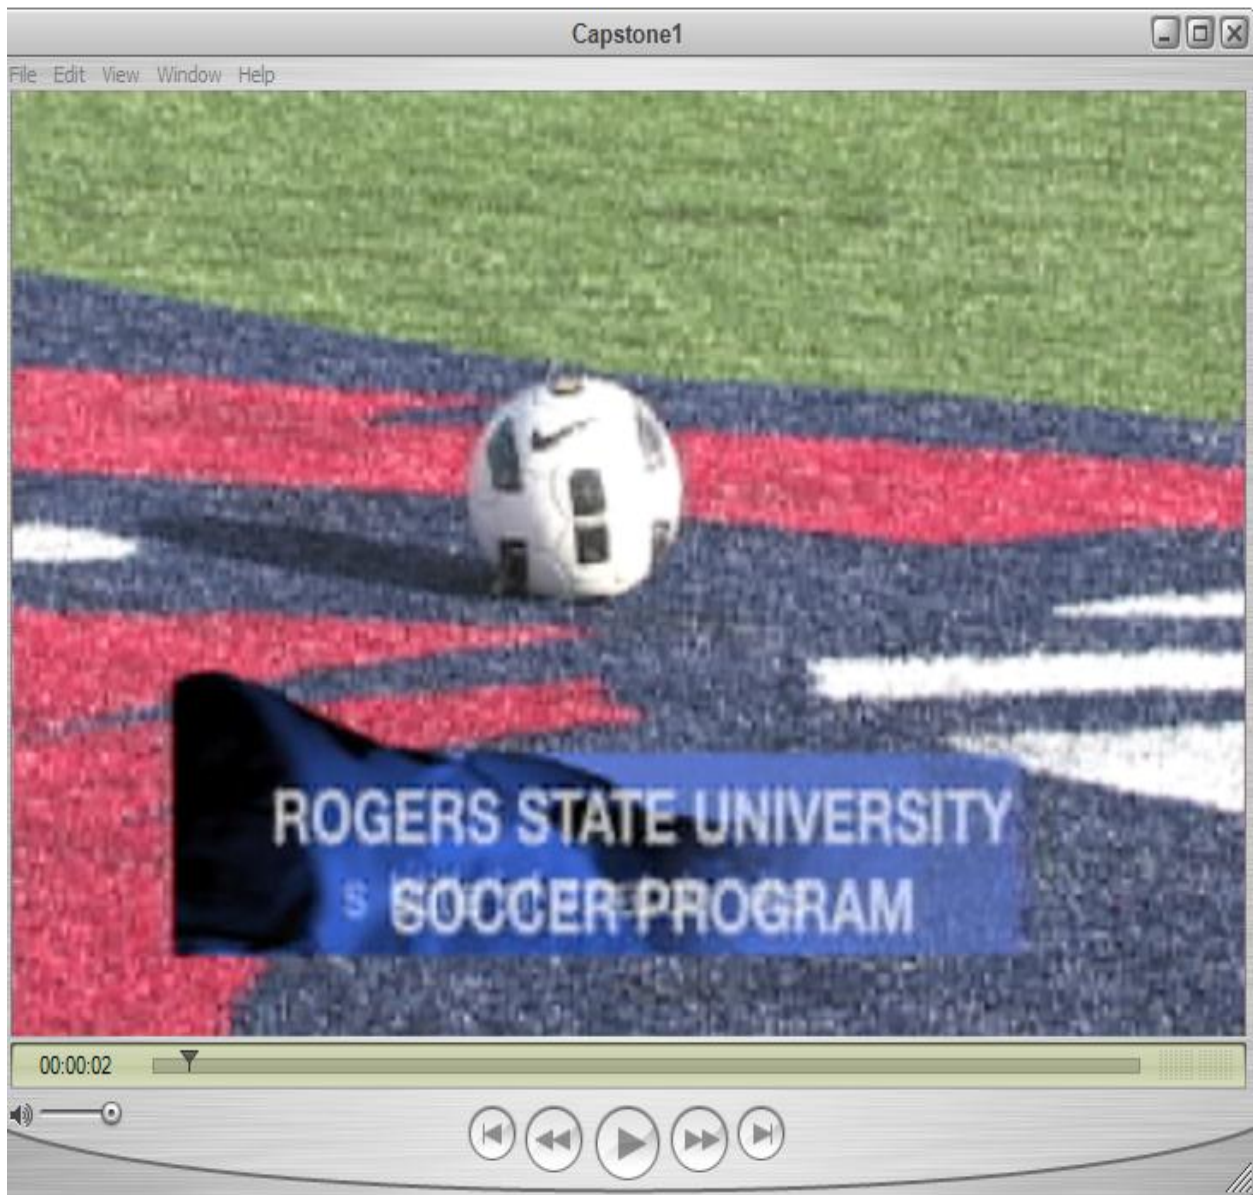 Capstone1
File Edit View Window Help
ROGERS STATE UNIVERSITY
SOCCER PROGRAM
00:00:02